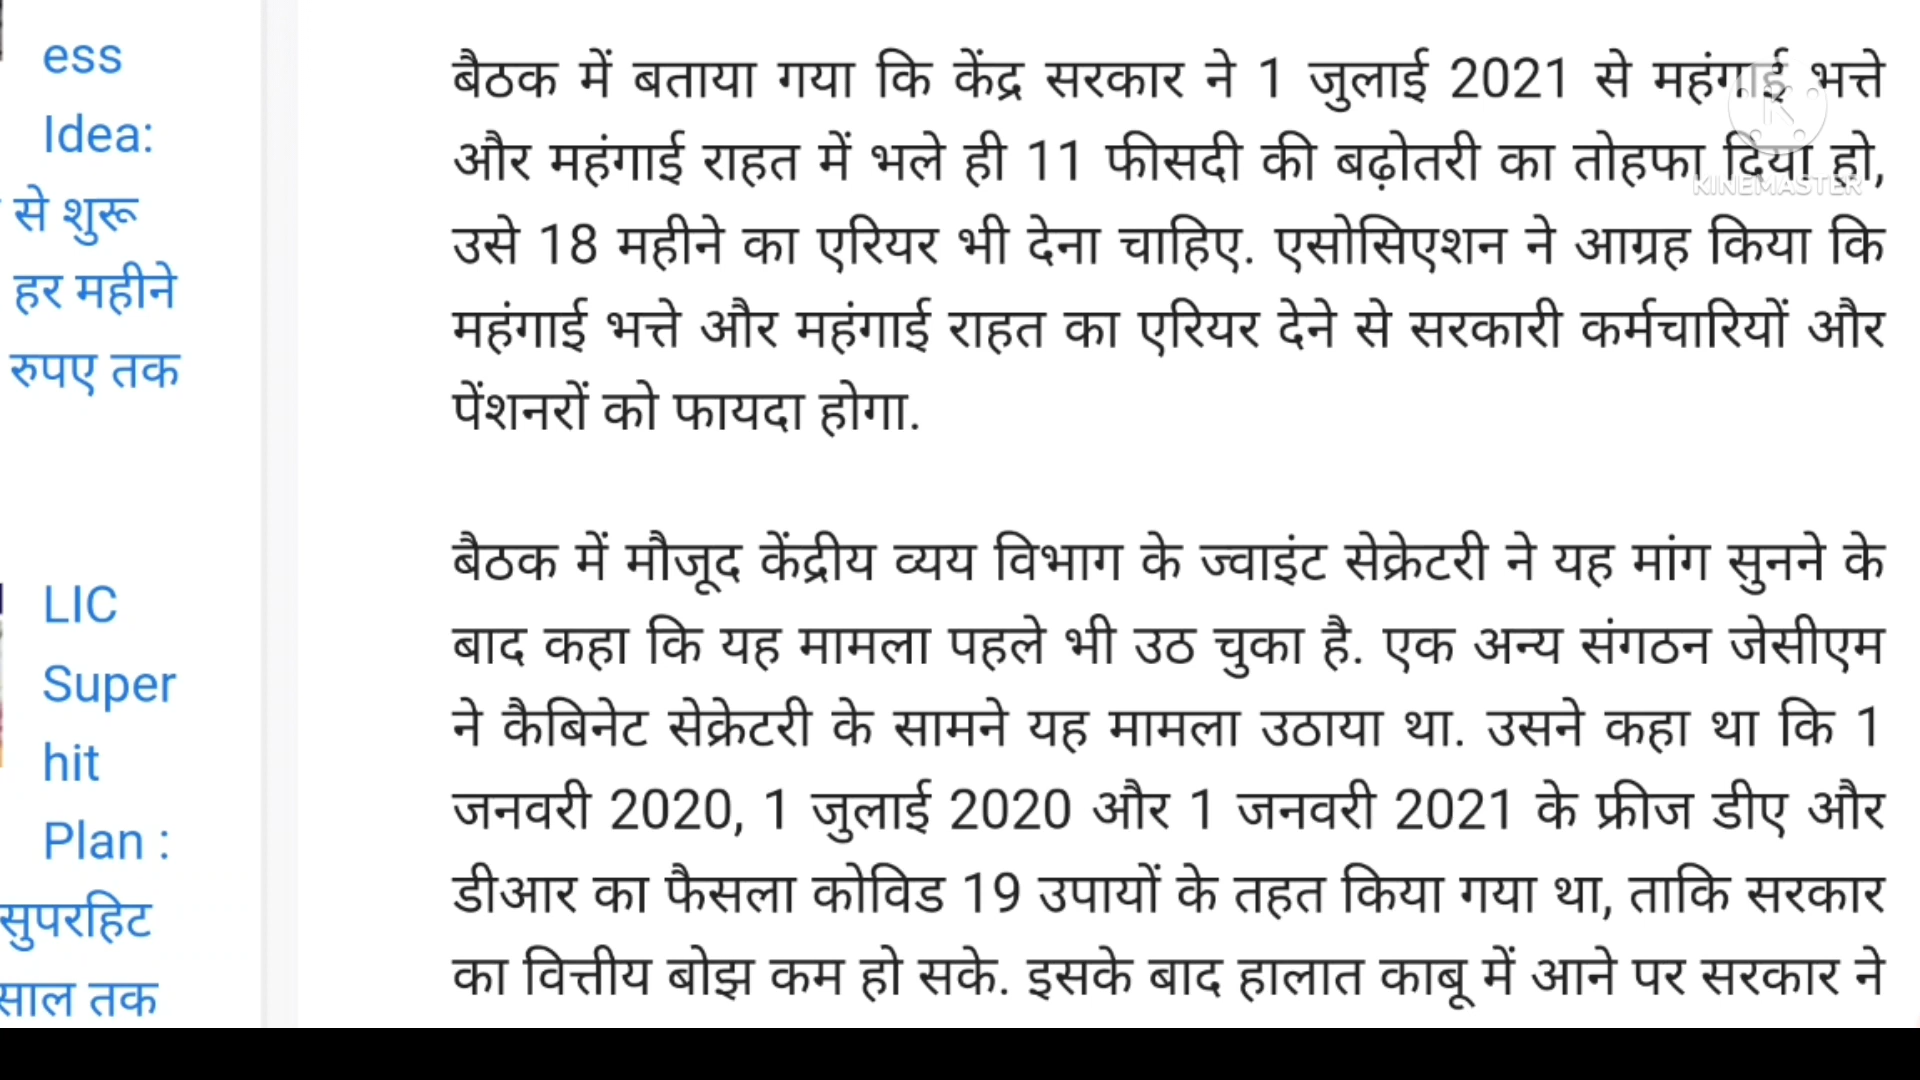 ess
Idea:
से शुरू
हर महीने
रुपए तक
LIC
Super
hit
Plan :
सुपरहिट
साल तक
बैठक में बताया गया कि केंद्र सरकार ने 1 जुलाई 2021 से महंगाई भत्ते
और महंगाई राहत में भले ही 11 फीसदी की बढ़ोतरी का तोहफा दिया हो,
उसे 18 महीने का एरियर भी देना चाहिए. एसोसिएशन ने आग्रह किया कि
महंगाई भत्ते और महंगाई राहत का एरियर देने से सरकारी कर्मचारियों और
पेंशनरों को फायदा होगा.
बैठक में मौजूद केंद्रीय व्यय विभाग के ज्वाइंट सेक्रेटरी ने यह मांग सुनने के
बाद कहा कि यह मामला पहले भी उठ चुका है. एक अन्य संगठन जेसीएम
ने कैबिनेट सेक्रेटरी के सामने यह मामला उठाया था. उसने कहा था कि 1
जनवरी 2020, 1 जुलाई 2020 और 1 जनवरी 2021 के फ्रीज डीए और
डीआर का फैसला कोविड 19 उपायों के तहत किया गया था, ताकि सरकार
का वित्तीय बोझ कम हो सके. इसके बाद हालात काबू में आने पर सरकार ने
K
KINEMASTER